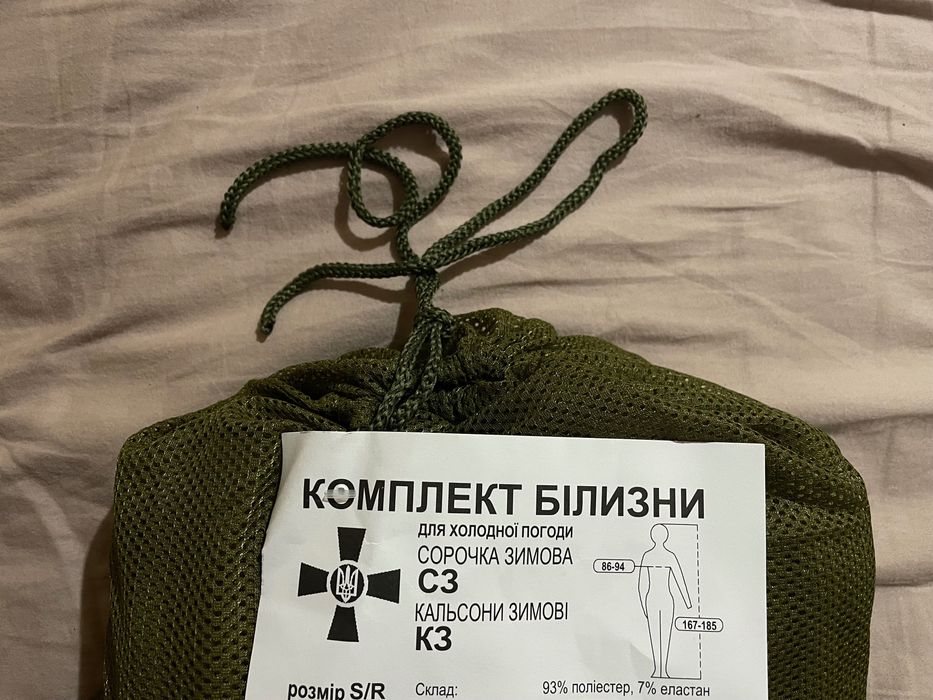 КОМПЛЕКТ БІЛИЗНИ
для холодної погоди
СОРОЧКА ЗИМОВА
СЗ
КАЛЬСОНИ ЗИМОВІ
КЗ
86-94
167-185
розмір S/R
Склад: 93% поліестер, 7% еластан